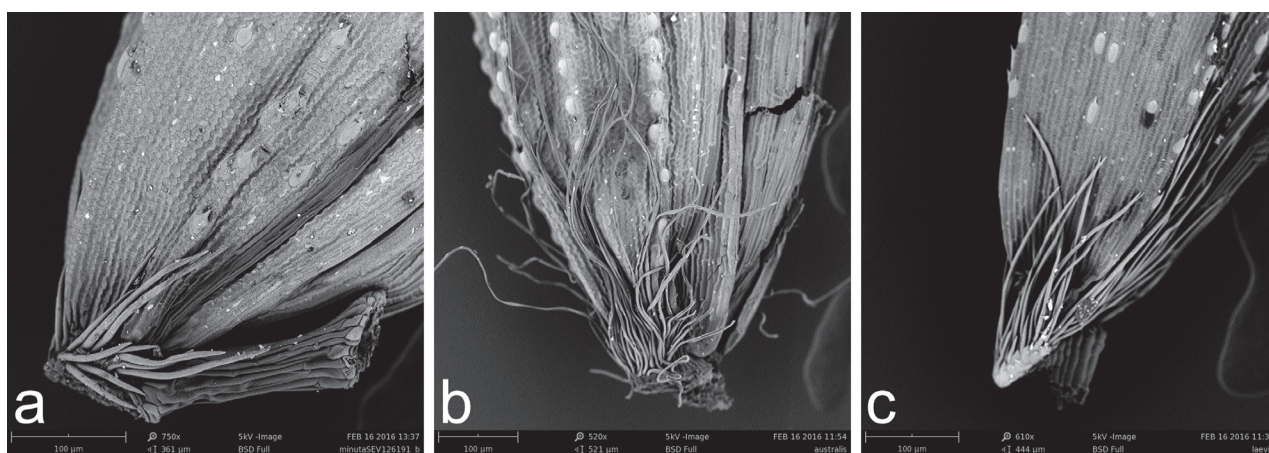 a
750x 5kV -Image FEB 16 2016 13:37
100 µm 361 µm BSD Full minutaSEV126191 b
b
520x 5kV -Image FEB 16 2016 11:54
100 µm 521 µm BSD Full australis
c
610x 5kV -Image FEB 16 2016 11:3
100 µm 444 µm BSD Full laevi